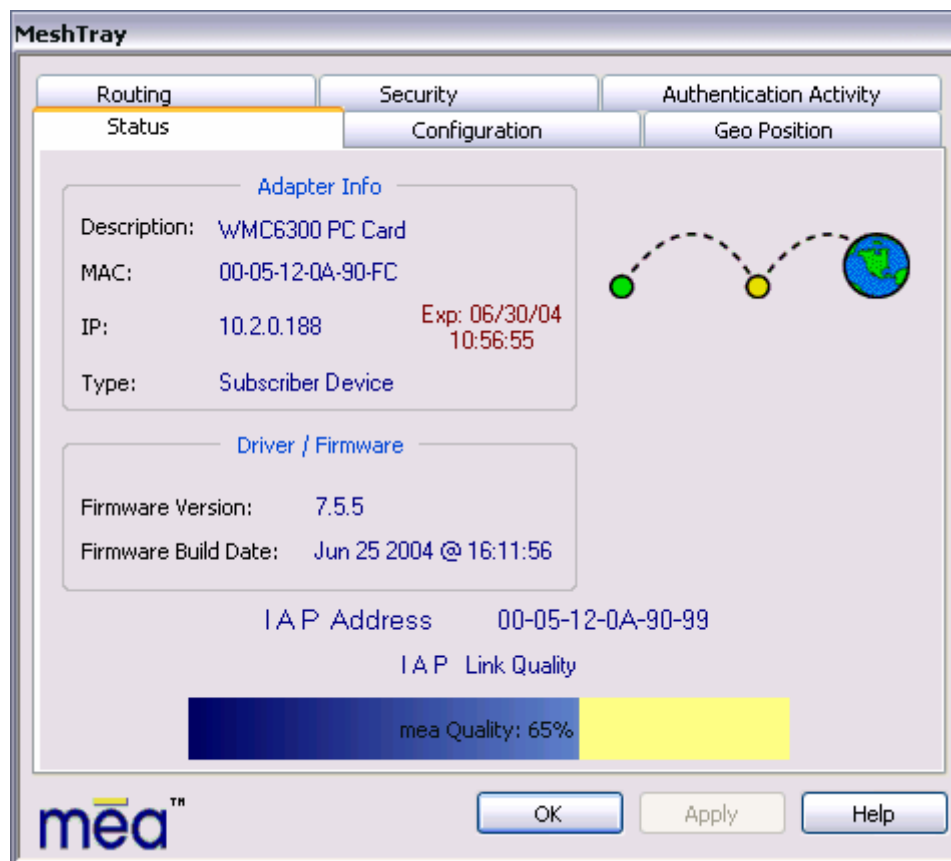 MeshTray
Routing Security Authentication Activity
Status Configuration Geo Position
Adapter Info
Description: WMC6300 PC Card
MAC: 00-05-12-0A-90-FC
IP: 10.2.0.188 Exp: 06/30/04
10:56:55
Type: Subscriber Device
Driver / Firmware
Firmware Version: 7.5.5
Firmware Build Date: Jun 25 2004 @ 16:11:56
IAP Address 00-05-12-0A-90-99
IAP Link Quality
mea Quality: 65%
mēa™ OK Apply Help